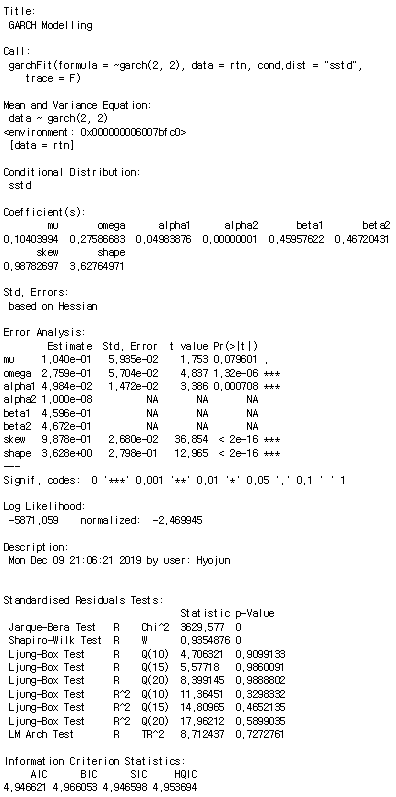 Title:
GARCH Modelling
Call:
garchFit(formula = ~garch(2, 2), data = rtn, cond.dist = "sstd",
trace = F)
Mean and Variance Equation:
data ~ garch(2, 2)
<environment: 0x000000006007bfc0>
[data = rtn]
Conditional Distribution:
sstd
Coefficient(s):
mu omega alpha1 alpha2 beta1 beta2
0.10403994 0.27586683 0.04983876 0.00000001 0.45957622 0.46720431
skew shape
0.98782697 3.62764971
Std. Errors:
based on Hessian
Error Analysis:
Estimate Std. Error t value Pr(>|t|)
mu 1.040e-01 5.935e-02 1.753 0.079601 .
omega 2.759e-01 5.704e-02 4.837 1.32e-06 ***
alpha1 4.984e-02 1.472e-02 3.386 0.000708 ***
alpha2 1.000e-08 NA NA NA
beta1 4.596e-01 NA NA NA
beta2 4.672e-01 NA NA NA
skew 9.878e-01 2.680e-02 36.854 < 2e-16 ***
shape 3.628e+00 2.798e-01 12.965 < 2e-16 ***
---
Signif. codes: 0 '***' 0.001 '**' 0.01 '*' 0.05 '.' 0.1 ' ' 1
Log Likelihood:
-5871.059 normalized: -2.469945
Description:
Mon Dec 09 21:06:21 2019 by user: Hyojun
Standardised Residuals Tests:
Statistic p-Value
Jarque-Bera Test R Chi^2 3629.577 0
Shapiro-Wilk Test R W 0.9354876 0
Ljung-Box Test R Q(10) 4.706321 0.9099133
Ljung-Box Test R Q(15) 5.57718 0.9860091
Ljung-Box Test R Q(20) 8.399145 0.9888802
Ljung-Box Test R^2 Q(10) 11.36451 0.3298332
Ljung-Box Test R^2 Q(15) 14.80965 0.4652135
Ljung-Box Test R^2 Q(20) 17.96212 0.5899035
LM Arch Test R TR^2 8.712437 0.7272761
Information Criterion Statistics:
AIC BIC SIC HQIC
4.946621 4.966053 4.946598 4.953694